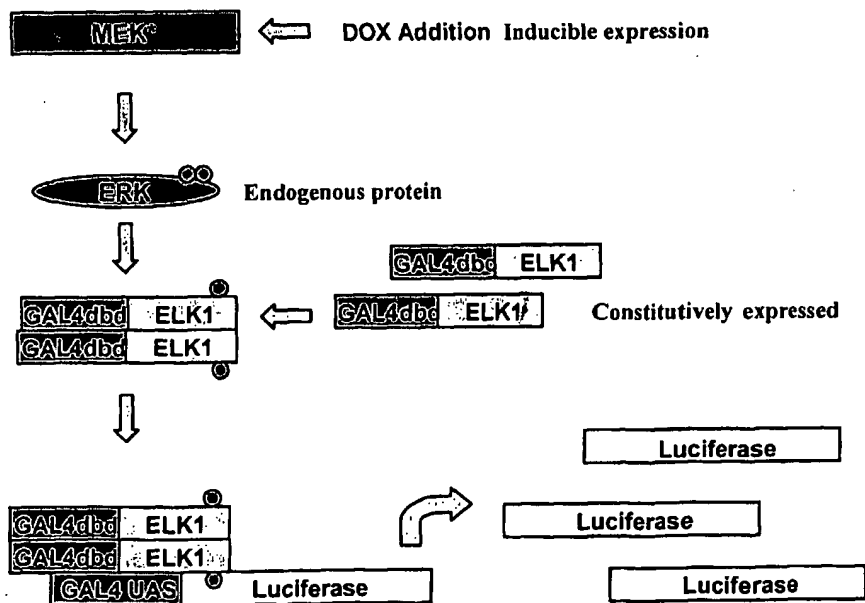 MEK*
DOX Addition Inducible expression
ERK
Endogenous protein
GAL4dbd ELK1
GAL4dbd ELK1
Constitutively expressed
GAL4dbd ELK1
GAL4dbd ELK1
Luciferase
Luciferase
GAL4dbd ELK1
GAL4dbd ELK1
GAL4 UAS Luciferase
Luciferase